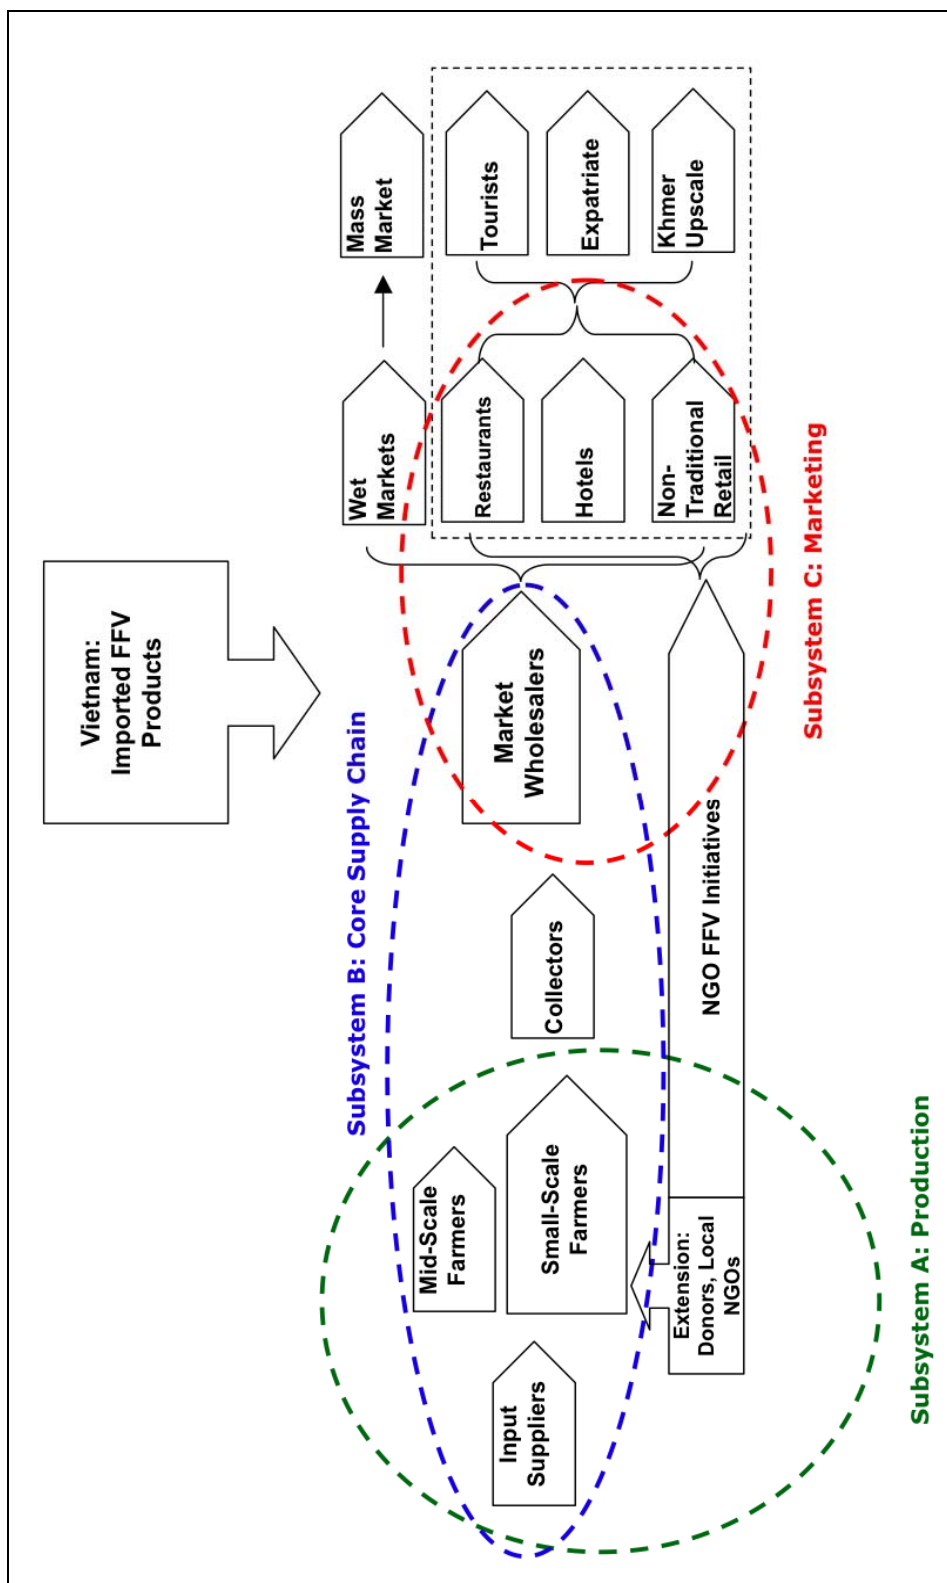 Vietnam:
Imported FFV
Products
Subsystem B: Core Supply Chain
Mass
Market
Wet
Markets
Tourists
Expatriate
Khmer
Upscale
Restaurants
Hotels
Non-
Traditional
Retail
Market
Wholesalers
Collectors
Mid-Scale
Farmers
Small-Scale
Farmers
Input
Suppliers
Extension:
Donors, Local
NGOs
NGO FFV Initiatives
Subsystem C: Marketing
Subsystem A: Production